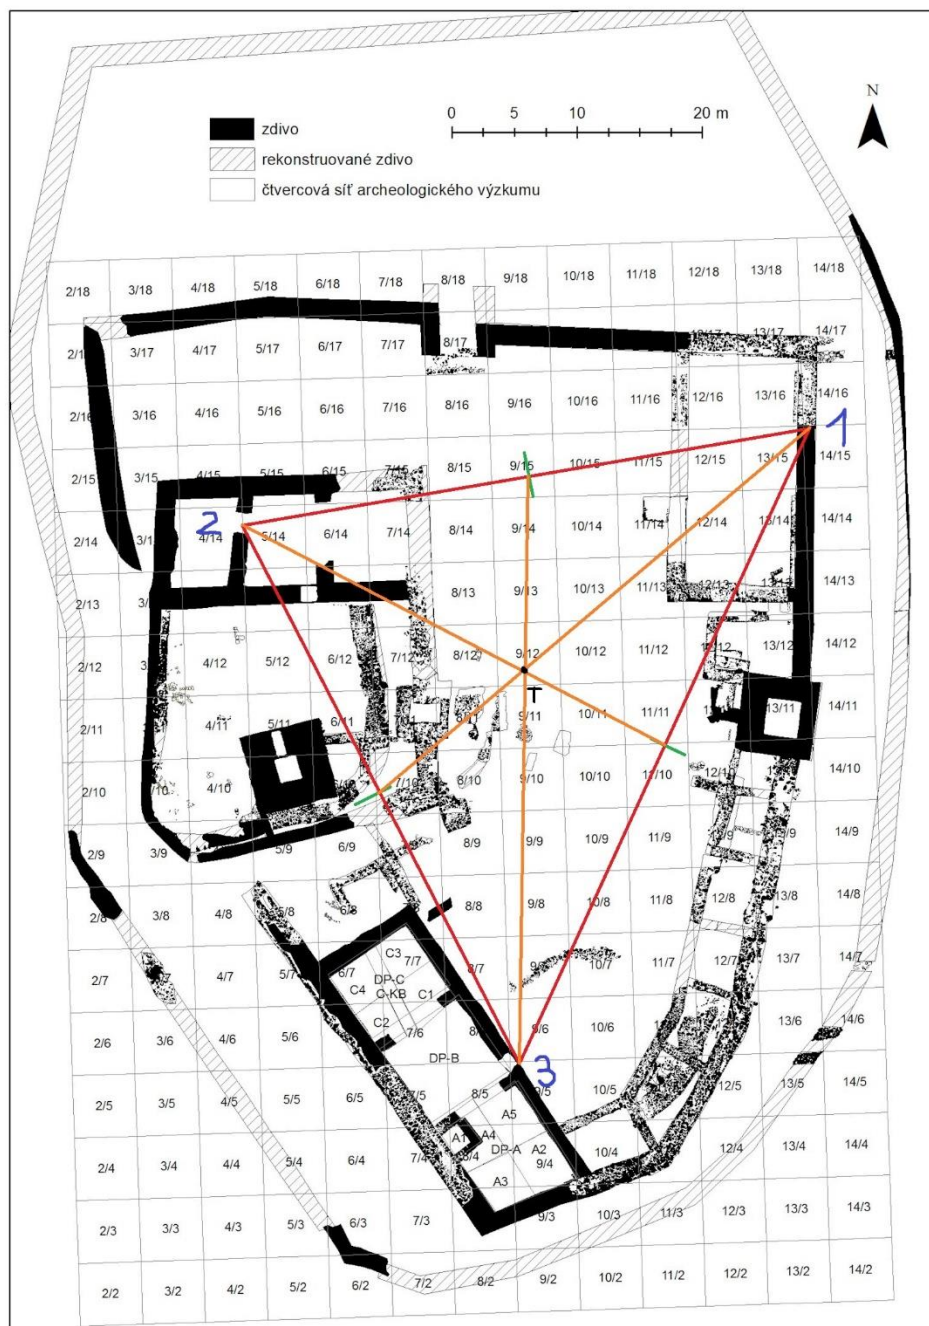 N
0 10 20 m
zdivo
rekonstruované zdivo
čtvercová síť archeologického výzkumu
2/18 3/18 4/18 5/18 6/18 7/18 8/18 9/18 10/18 11/18 12/18 13/18 14/18
3/17 4/17 5/17 6/17 7/17 8/17 12/17 13/17 14/17
2/16 3/16 4/16 5/16 6/16 7/16 8/16 9/16 10/16 11/16 12/16 13/16 14/16
1
2/15 3/15 4/15 5/15 6/15 7/15 8/15 9/15 10/15 11/15 12/15 13/15 14/15
2
2/14 4/14 5/14 6/14 7/14 8/14 9/14 10/14 11/14 12/14 13/14 14/14
2/13 8/13 9/13 10/13 11/13 12/13 14/13
2/12 4/12 5/12 6/12 7/12 8/12 9/12 10/12 11/12 13/12 14/12
T
2/11 4/11 5/11 6/11 8/11 9/11 10/11 11/11 13/11 14/11
2/10 4/10 7/10 8/10 9/10 10/10 11/10 14/10
2/9 3/9 5/9 6/9 8/9 9/9 10/9 11/9 14/9
2/8 3/8 4/8 5/8 8/8 9/8 10/8 11/8 12/8 13/8 14/8
2/7 4/7 5/7 6/7 C3 7/7 8/7 10/7 11/7 12/7 13/7 14/7
DP-C
C4 C-KB C1
2/6 3/6 4/6 5/6 C2 7/6 9/6 10/6 13/6 14/6
DP-B
3
2/5 3/5 4/5 5/5 6/5 7/5 8/5 9/5 10/5 12/5 13/5 14/5
A5
A1 A4
2/4 3/4 4/4 5/4 6/4 7/4 8/4 DP-A A2 9/4 10/4 12/4 13/4 14/4
A3
2/3 3/3 4/3 5/3 6/3 7/3 9/3 10/3 11/3 12/3 13/3 14/3
2/2 3/2 4/2 5/2 6/2 7/2 8/2 9/2 10/2 11/2 12/2 13/2 14/2